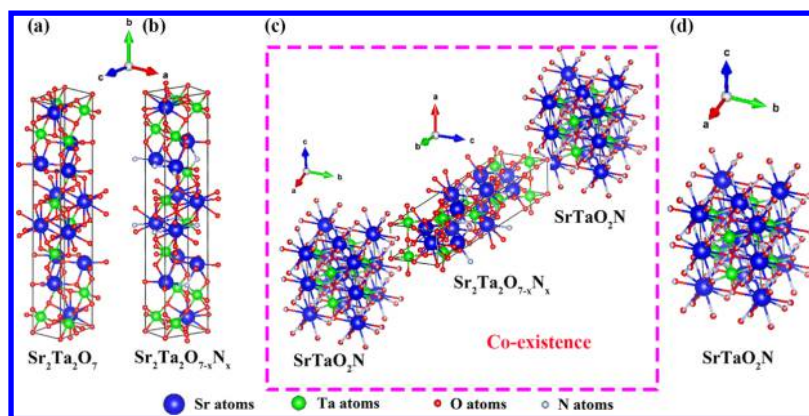 (a) (b) (c) (d)
b
c a
a
b c
c
a b
c
a b
SrTaO₂N
Sr₂Ta₂O₇₋ₓNₓ
Sr₂Ta₂O₇ Sr₂Ta₂O₇₋ₓNₓ
SrTaO₂N
Co-existence
SrTaO₂N
Sr atoms Ta atoms O atoms N atoms